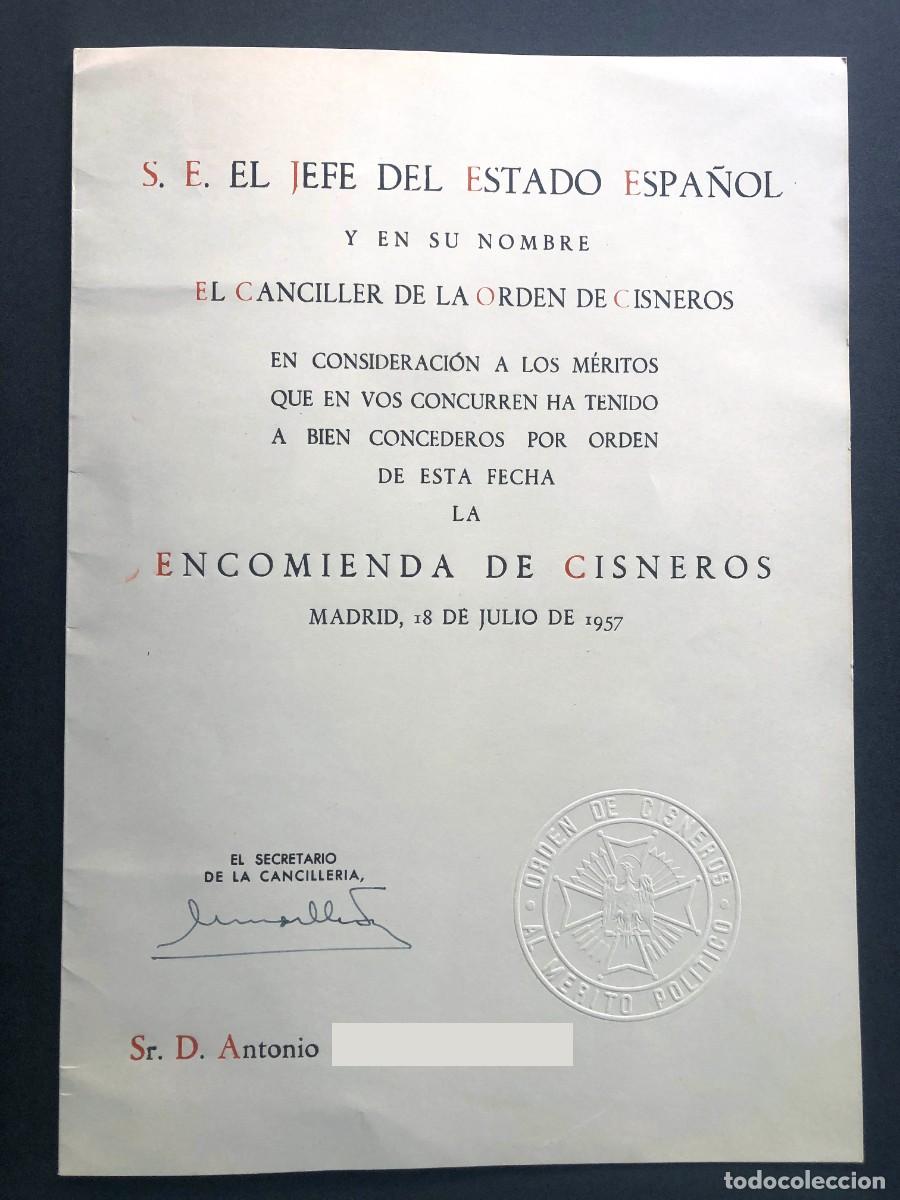 S. E. EL JEFE DEL ESTADO ESPAÑOL
Y EN SU NOMBRE
EL CANCILLER DE LA ORDEN DE CISNEROS
EN CONSIDERACIÓN A LOS MÉRITOS
QUE EN VOS CONCURREN HA TENIDO
A BIEN CONCEDEROS POR ORDEN
DE ESTA FECHA
LA
ENCOMIENDA DE CISNEROS
MADRID, 18 DE JULIO DE 1957
EL SECRETARIO
DE LA CANCILLERIA,
· ORDEN DE CISNEROS ·
AL MERITO POLITICO
Sr. D. Antonio
todocoleccion